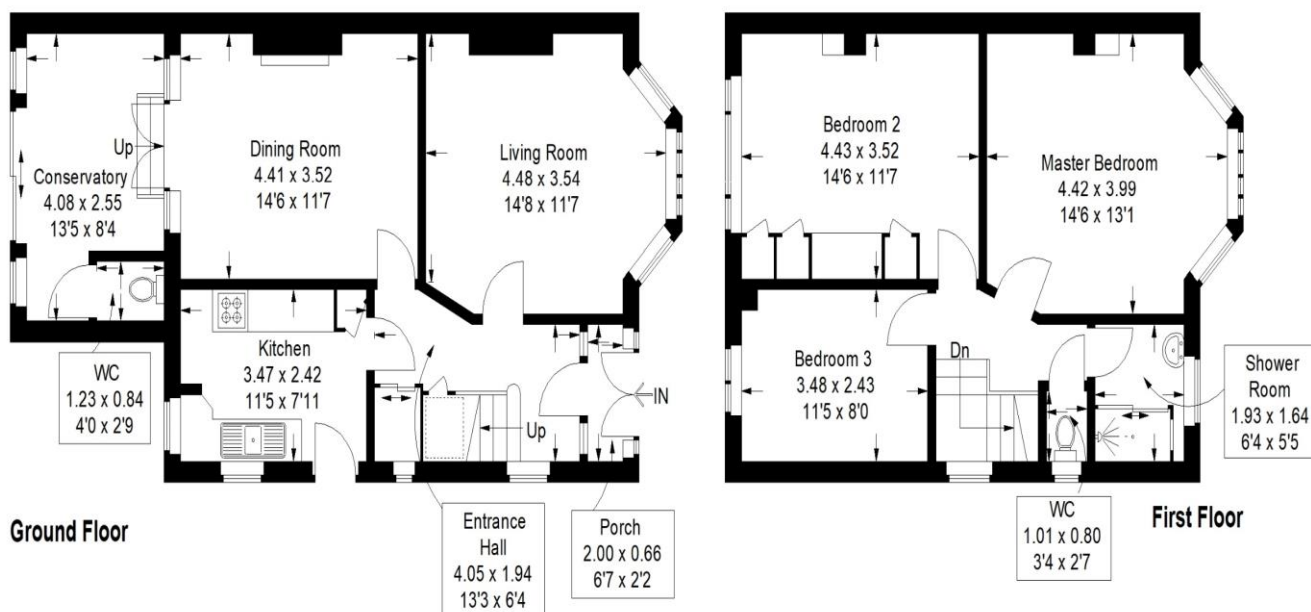 Conservatory
4.08 x 2.55
13'5 x 8'4
Up
Dining Room
4.41 x 3.52
14'6 x 11'7
Living Room
4.48 x 3.54
14'8 x 11'7
Kitchen
3.47 x 2.42
11'5 x 7'11
Up
IN
WC
1.23 x 0.84
4'0 x 2'9
Entrance
Hall
4.05 x 1.94
13'3 x 6'4
Porch
2.00 x 0.66
6'7 x 2'2
Ground Floor
Bedroom 2
4.43 x 3.52
14'6 x 11'7
Master Bedroom
4.42 x 3.99
14'6 x 13'1
Bedroom 3
3.48 x 2.43
11'5 x 8'0
Dn
Shower
Room
1.93 x 1.64
6'4 x 5'5
WC
1.01 x 0.80
3'4 x 2'7
First Floor